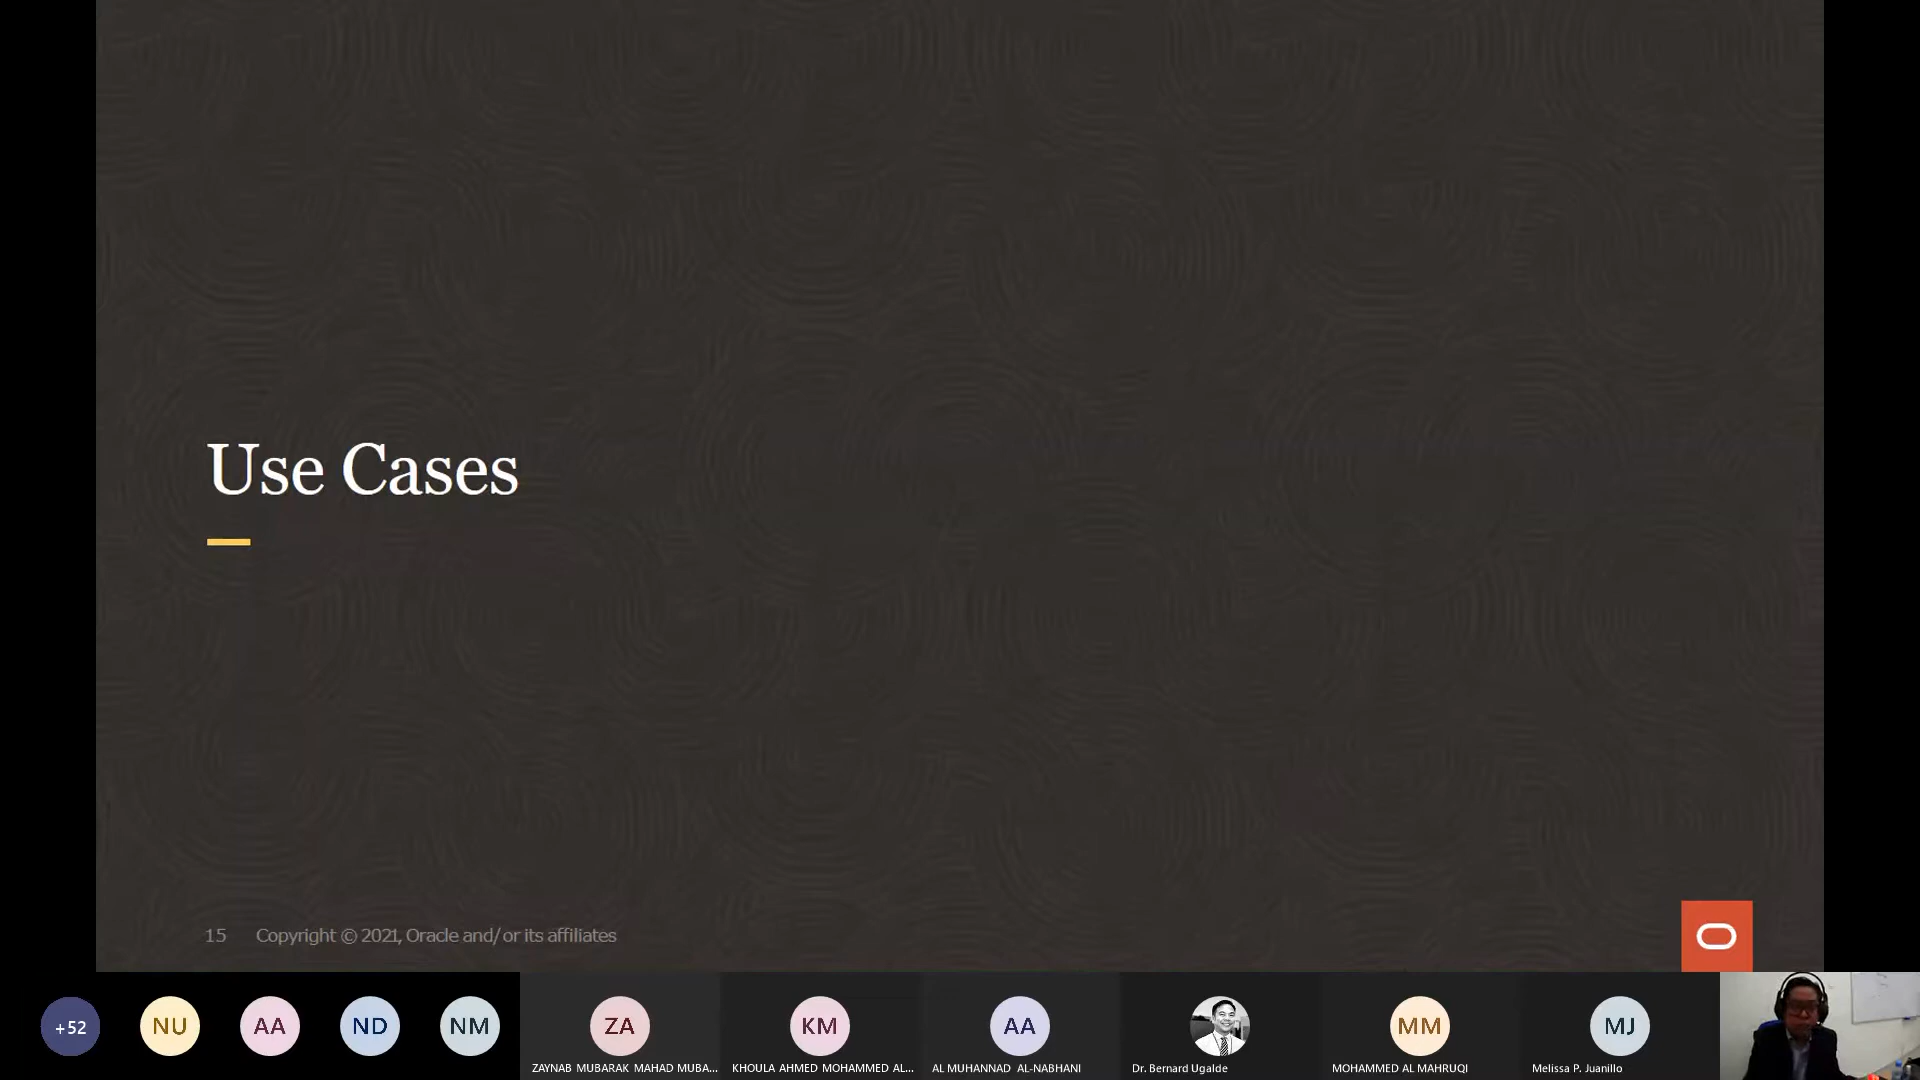 Use Cases
15 Copyright © 2021, Oracle and/or its affiliates
+52 NU AA ND NM ZA KM AA MM MJ
ZAYNAB MUBARAK MAHAD MUBA... KHOULA AHMED MOHAMMED AL... AL MUHANNAD AL-NABHANI Dr. Bernard Ugalde MOHAMMED AL MAHRUQI Melissa P. Juanillo